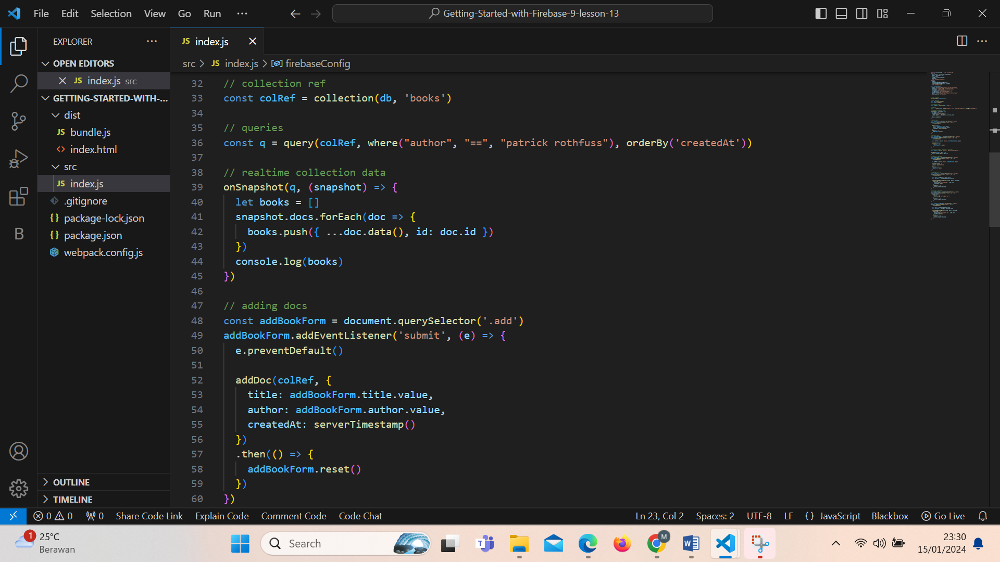 File Edit Selection View Go Run ···
Getting-Started-with-Firebase-9-lesson-13
EXPLORER
JS index.js
OPEN EDITORS
JS index.js src
GETTING-STARTED-WITH-...
dist
JS bundle.js
<> index.html
src
JS index.js
.gitignore
{} package-lock.json
{} package.json
webpack.config.js
B
OUTLINE
TIMELINE
src > JS index.js > firebaseConfig
32 // collection ref
33 const colRef = collection(db, 'books')
34
35 // queries
36 const q = query(colRef, where("author", "==", "patrick rothfuss"), orderBy('createdAt'))
37
38 // realtime collection data
39 onSnapshot(q, (snapshot) => {
40 let books = []
41 snapshot.docs.forEach(doc => {
42 books.push({ ...doc.data(), id: doc.id })
43 })
44 console.log(books)
45 })
46
47 // adding docs
48 const addBookForm = document.querySelector('.add')
49 addBookForm.addEventListener('submit', (e) => {
50 e.preventDefault()
51
52 addDoc(colRef, {
53 title: addBookForm.title.value,
54 author: addBookForm.author.value,
55 createdAt: serverTimestamp()
56 })
57 .then(() => {
58 addBookForm.reset()
59 })
60 })
0 0 0 Share Code Link Explain Code Comment Code Code Chat Ln 23, Col 2 Spaces: 2 UTF-8 LF {} JavaScript Blackbox Go Live
1 25°C
Berawan
Search
T
M
W
23:30
15/01/2024